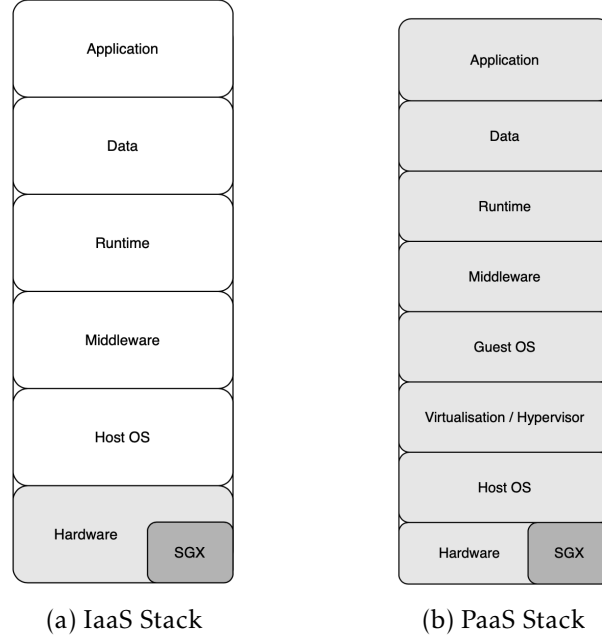 Application
Data
Runtime
Middleware
Host OS
Hardware
SGX
(a) IaaS Stack
Application
Data
Runtime
Middleware
Guest OS
Virtualisation / Hypervisor
Host OS
Hardware
SGX
(b) PaaS Stack